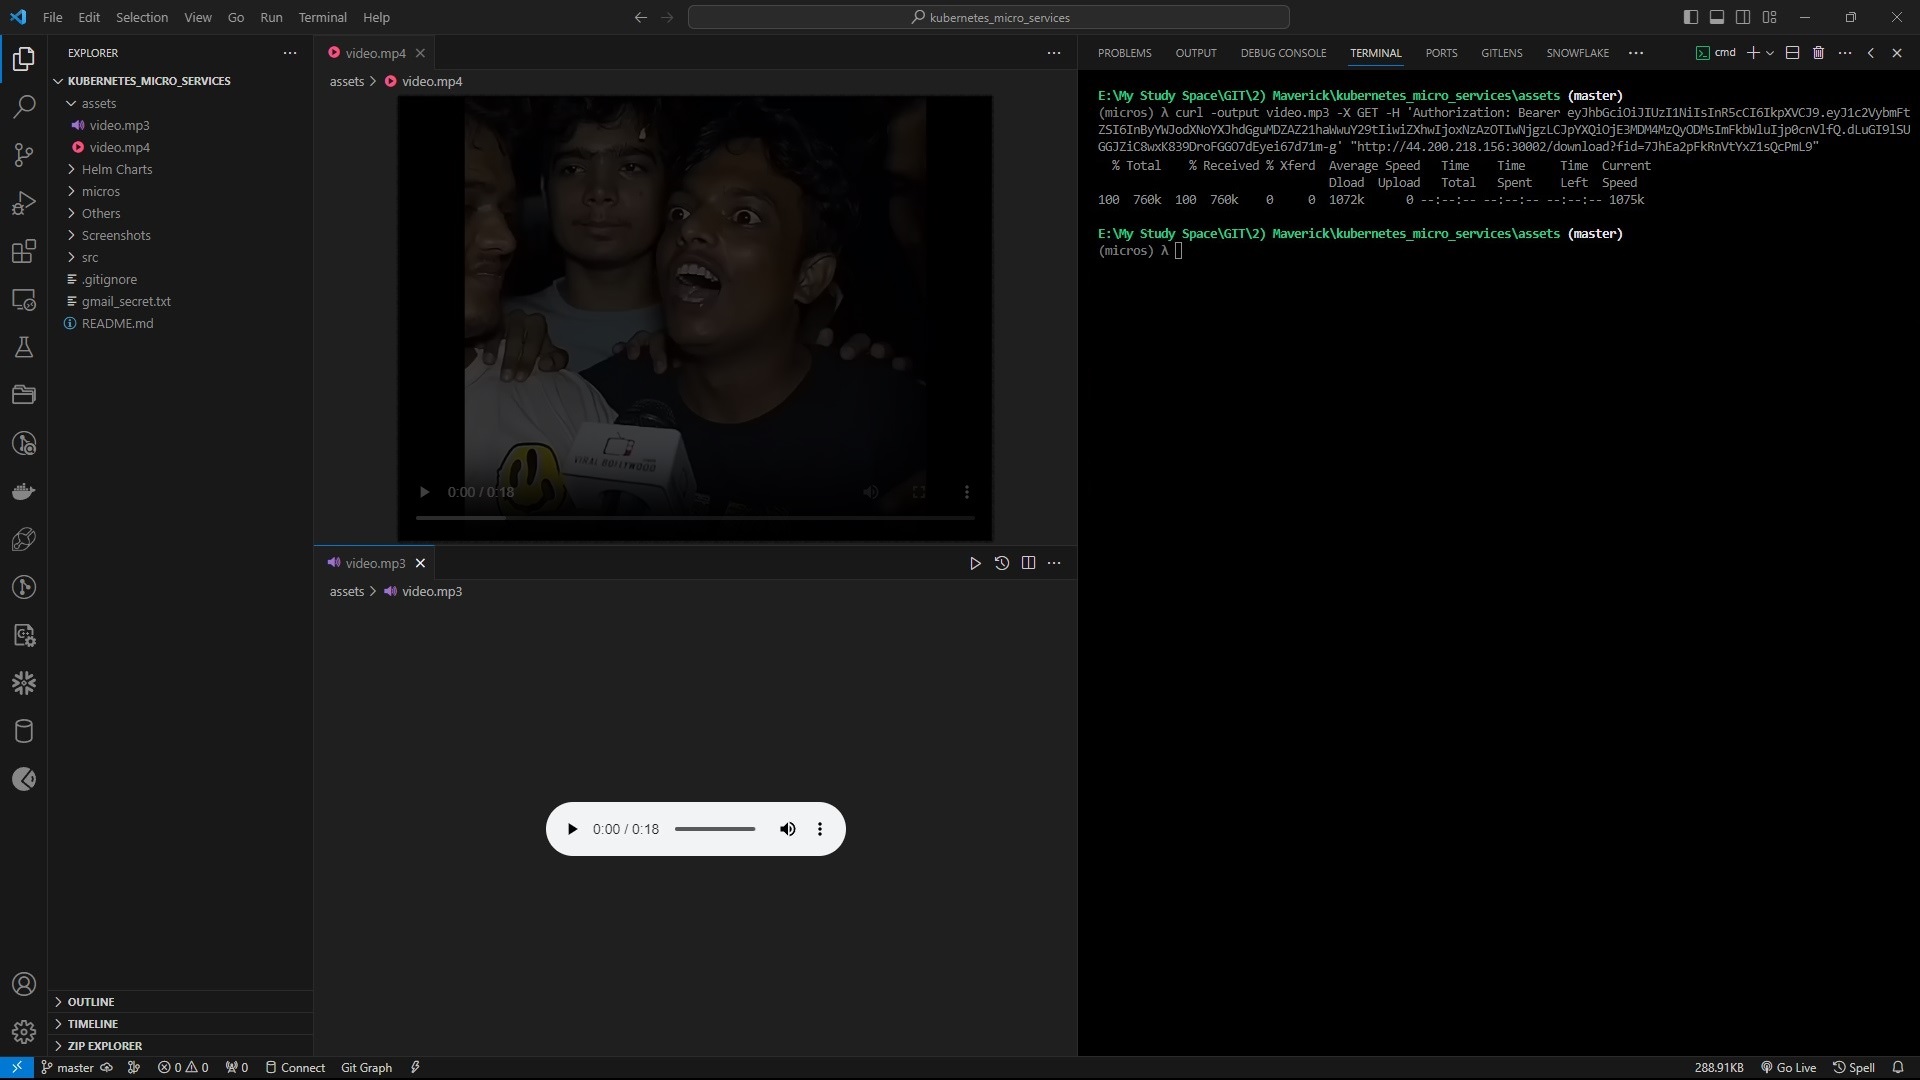 File Edit Selection View Go Run Terminal Help
kubernetes_micro_services
EXPLORER
KUBERNETES_MICRO_SERVICES
assets
video.mp3
video.mp4
Helm Charts
micros
Others
Screenshots
src
.gitignore
gmail_secret.txt
README.md
OUTLINE
TIMELINE
ZIP EXPLORER
video.mp4
assets > video.mp4
VIRAL BOLLYWOOD
0:00 / 0:18
video.mp3
assets > video.mp3
0:00 / 0:18
PROBLEMS OUTPUT DEBUG CONSOLE TERMINAL PORTS GITLENS SNOWFLAKE
cmd
E:\My Study Space\GIT\2) Maverick\kubernetes_micro_services\assets (master)
(micros) λ curl -output video.mp3 -X GET -H 'Authorization: Bearer eyJhbGciOiJIUzI1NiIsInR5cCI6IkpXVCJ9.eyJ1c2VybmFt
ZSI6InByYWJodXNoYXJhdGguMDZAZ21haWwuY29tIiwiZXhwIjoxNzAzOTIwNjgzLCJpYXQiOjE3MDM4MzQyODMsImFkbWluIjp0cnVlfQ.dLuGI9lSU
GGJZiC8wxK839DroFGGO7dEyei67d71m-g' "http://44.200.218.156:30002/download?fid=7JhEa2pFkRnVtYxZ1sQcPmL9"
% Total % Received % Xferd Average Speed Time Time Time Current
Dload Upload Total Spent Left Speed
100 760k 100 760k 0 0 1072k 0 --:--:-- --:--:-- --:--:-- 1075k
E:\My Study Space\GIT\2) Maverick\kubernetes_micro_services\assets (master)
(micros) λ
master 0 0 0 Connect Git Graph
288.91KB Go Live Spell